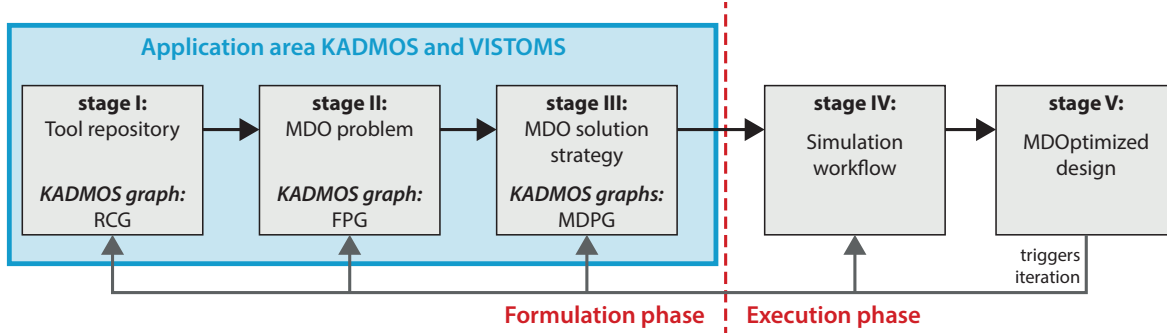 Application area KADMOS and VISTOMS
stage I:
Tool repository
KADMOS graph:
RCG
stage II:
MDO problem
KADMOS graph:
FPG
stage III:
MDO solution
strategy
KADMOS graphs:
MDPG
stage IV:
Simulation
workflow
stage V:
MDOptimized
design
triggers
iteration
Formulation phase
Execution phase